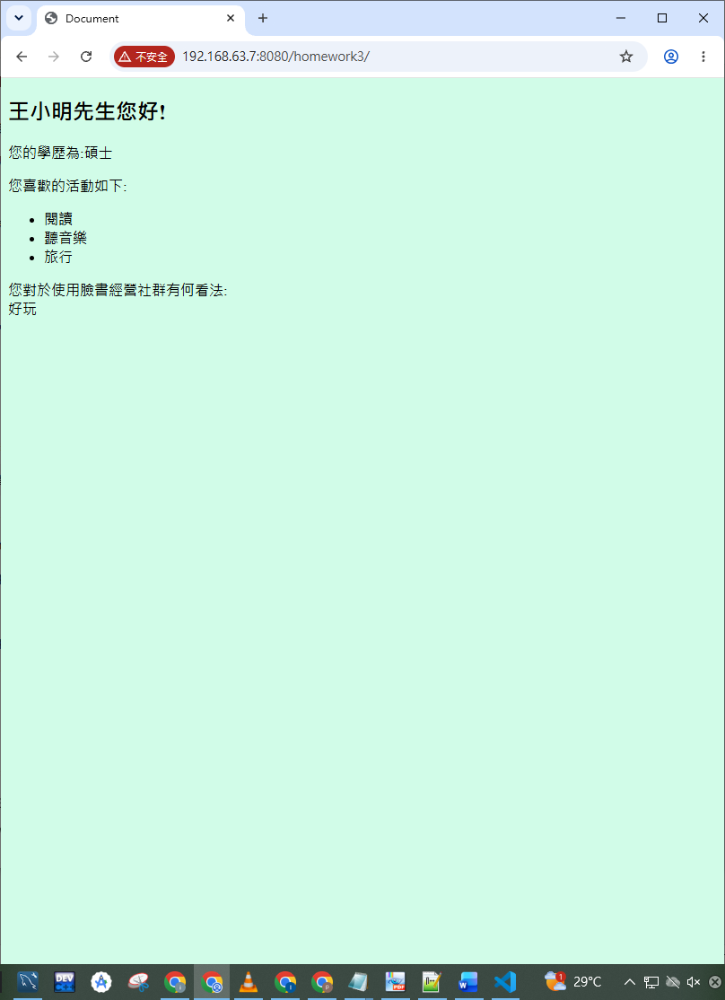 Document
不安全
192.168.63.7:8080/homework3/
王小明先生您好!
您的學歷為:碩士
您喜歡的活動如下:
閱讀
聽音樂
旅行
您對於使用臉書經營社群有何看法:
好玩
DEV
PDF
W
1
29°C